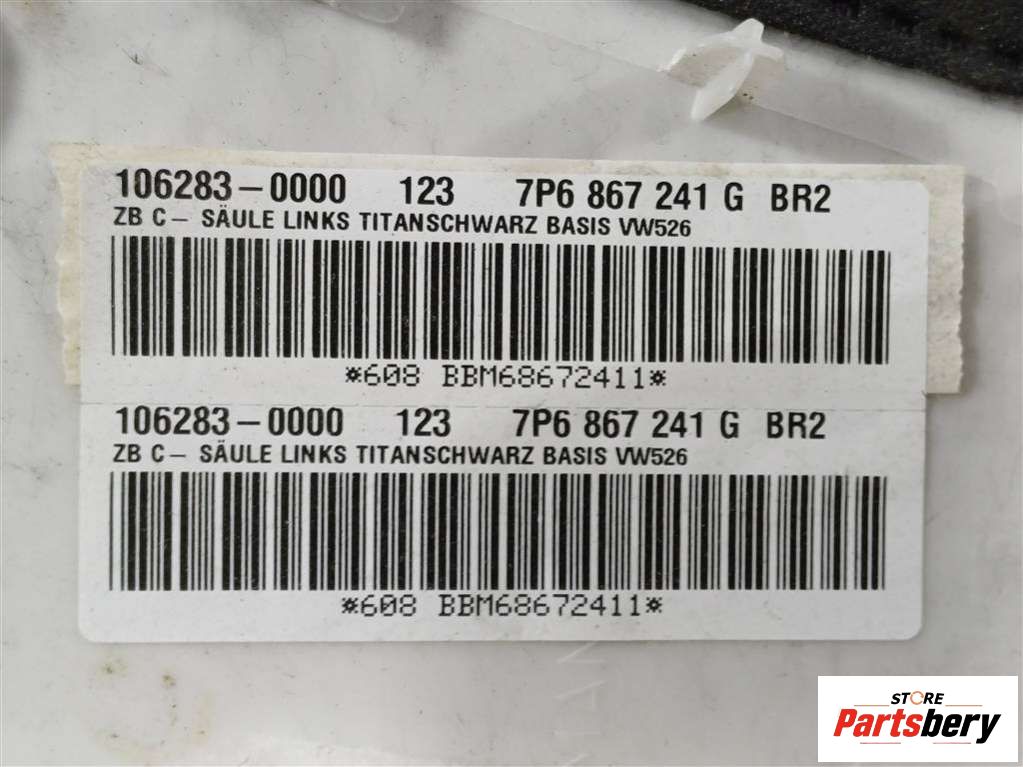 106283-0000 123 7P6 867 241 G BR2
ZB C- SÄULE LINKS TITANSCHWARZ BASIS VW526
*608 BBM68672411*
106283-0000 123 7P6 867 241 G BR2
ZB C- SÄULE LINKS TITANSCHWARZ BASIS VW526
*608 BBM68672411*
STORE
Partsbery